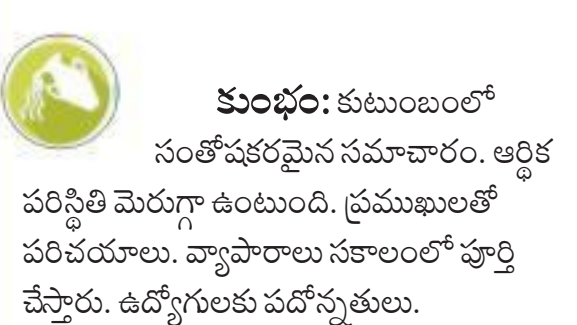 కుంభం: కుటుంబంలో
సంతోషకరమైన సమాచారం. ఆర్థిక
పరిస్థితి మెరుగ్గా ఉంటుంది. ప్రముఖులతో
పరిచయాలు. వ్యాపారాలు సకాలంలో పూర్తి
చేస్తారు. ఉద్యోగులకు పదోన్నతులు.